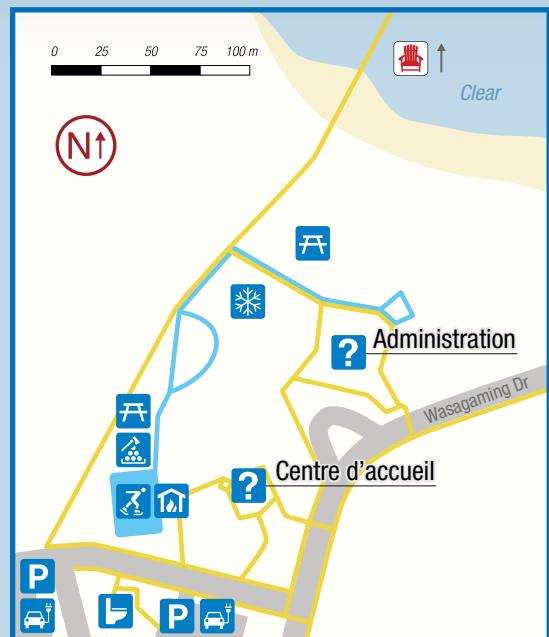 0 25 50 75 100 m
Clear
N
?
Administration
Wasagaming Dr
?
Centre d'accueil
P
P